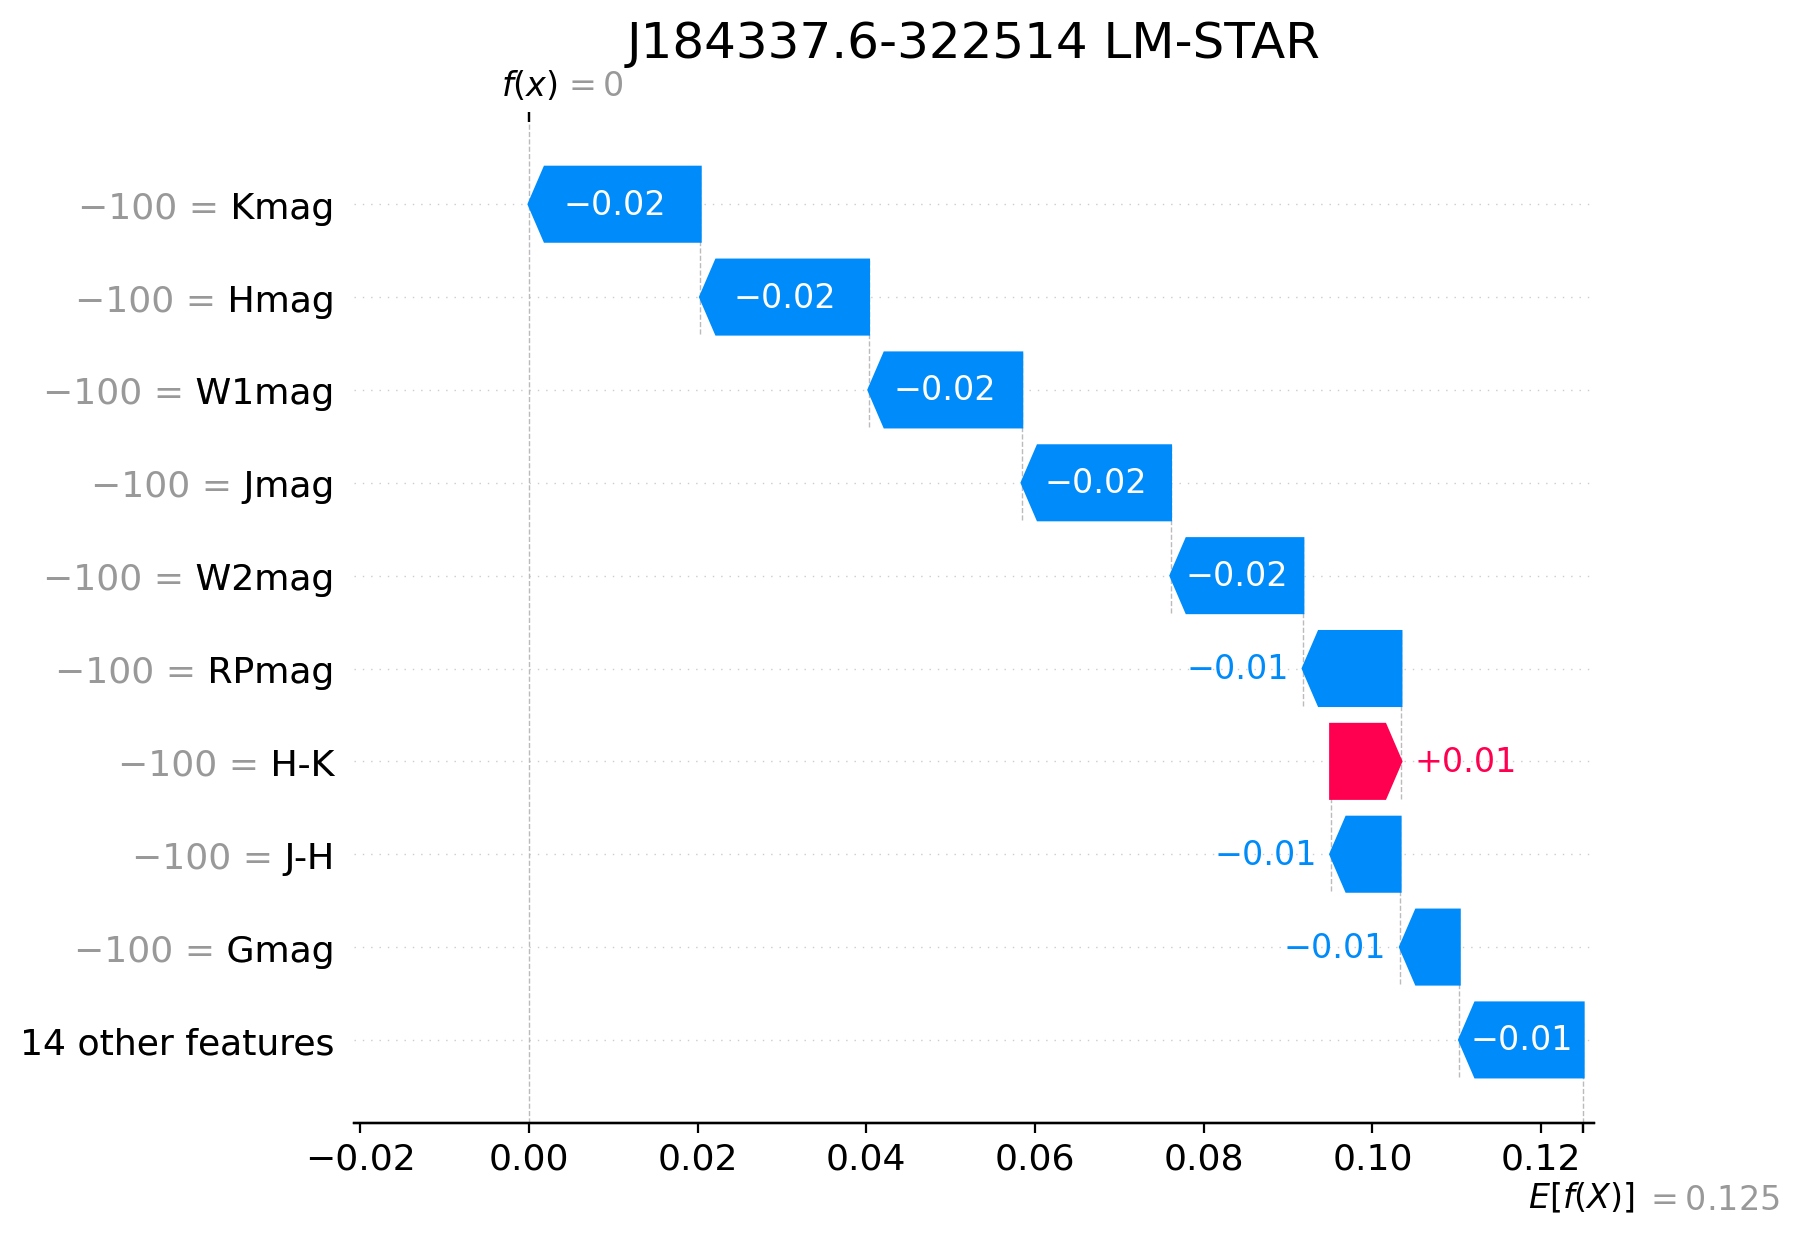 J184337.6-322514 LM-STAR
f(x) = 0
−100 = Kmag −0.02
−100 = Hmag −0.02
−100 = W1mag −0.02
−100 = Jmag −0.02
−100 = W2mag −0.02
−100 = RPmag −0.01
−100 = H-K +0.01
−100 = J-H −0.01
−100 = Gmag −0.01
14 other features −0.01
−0.02 0.00 0.02 0.04 0.06 0.08 0.10 0.12
E[f(X)] = 0.125